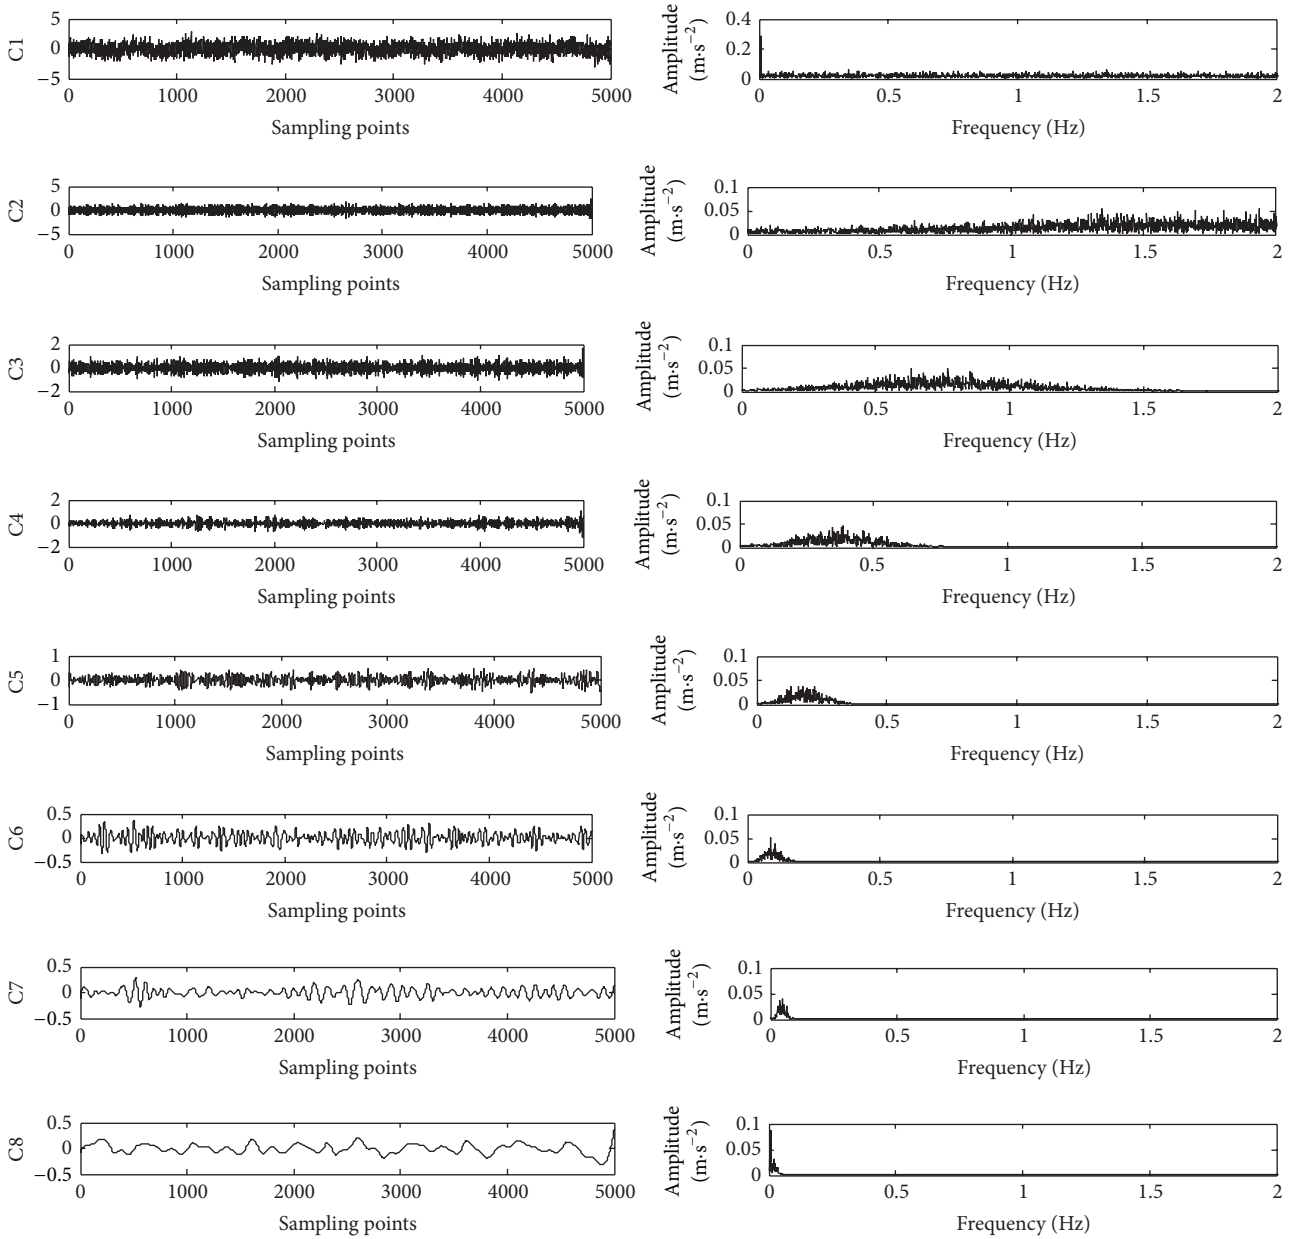 C1
5
0
−5
0 1000 2000 3000 4000 5000
Sampling points
Amplitude
(m·s⁻²)
0.4
0.2
0
0 0.5 1 1.5 2
Frequency (Hz)
C2
5
0
−5
0 1000 2000 3000 4000 5000
Sampling points
Amplitude
(m·s⁻²)
0.1
0.05
0
0 0.5 1 1.5 2
Frequency (Hz)
C3
2
0
−2
0 1000 2000 3000 4000 5000
Sampling points
Amplitude
(m·s⁻²)
0.1
0.05
0
0 0.5 1 1.5 2
Frequency (Hz)
C4
2
0
−2
0 1000 2000 3000 4000 5000
Sampling points
Amplitude
(m·s⁻²)
0.1
0.05
0
0 0.5 1 1.5 2
Frequency (Hz)
C5
1
0
−1
0 1000 2000 3000 4000 5000
Sampling points
Amplitude
(m·s⁻²)
0.1
0.05
0
0 0.5 1 1.5 2
Frequency (Hz)
C6
0.5
0
−0.5
0 1000 2000 3000 4000 5000
Sampling points
Amplitude
(m·s⁻²)
0.1
0.05
0
0 0.5 1 1.5 2
Frequency (Hz)
C7
0.5
0
−0.5
0 1000 2000 3000 4000 5000
Sampling points
Amplitude
(m·s⁻²)
0.1
0.05
0
0 0.5 1 1.5 2
Frequency (Hz)
C8
0.5
0
−0.5
0 1000 2000 3000 4000 5000
Sampling points
Amplitude
(m·s⁻²)
0.1
0.05
0
0 0.5 1 1.5 2
Frequency (Hz)